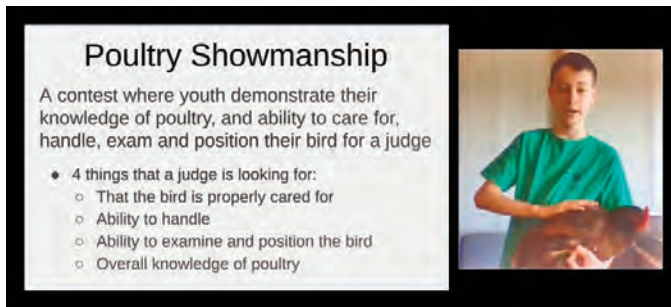 Poultry Showmanship
A contest where youth demonstrate their
knowledge of poultry, and ability to care for,
handle, exam and position their bird for a judge
● 4 things that a judge is looking for:
○ That the bird is properly cared for
○ Ability to handle
○ Ability to examine and position the bird
○ Overall knowledge of poultry